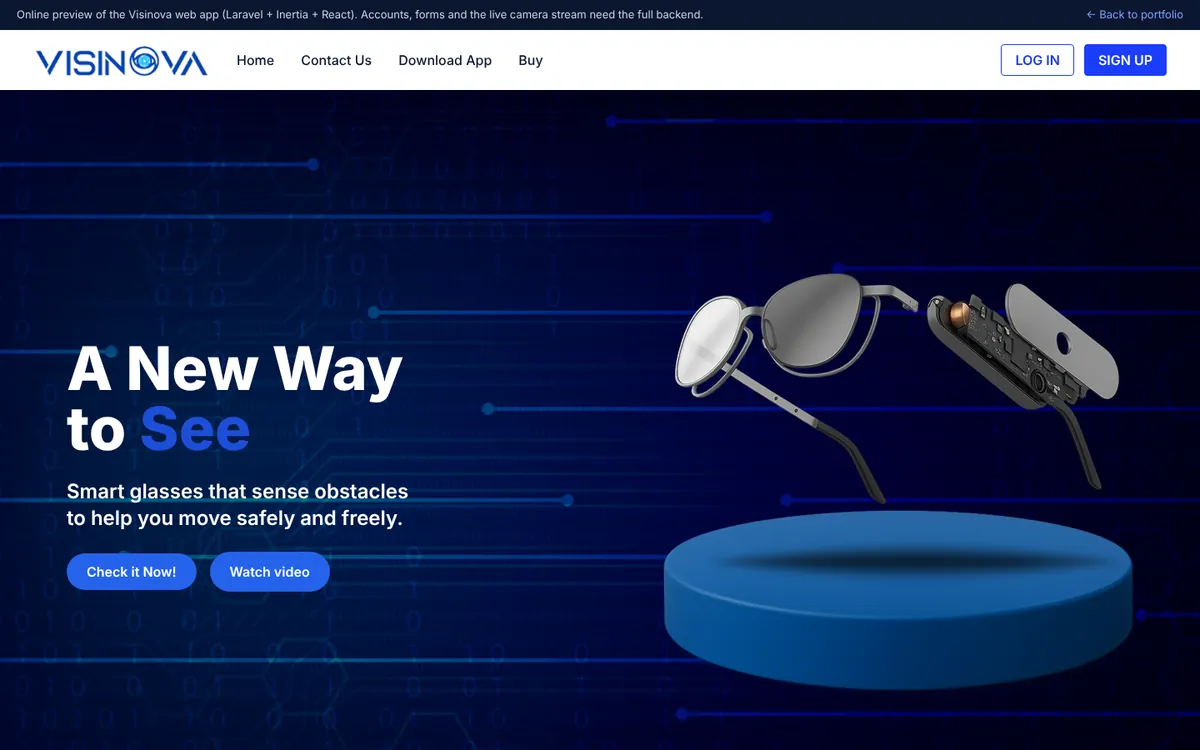 Online preview of the Visinova web app (Laravel + Inertia + React). Accounts, forms and the live camera stream need the full backend.
← Back to portfolio
VISINOVA
Home
Contact Us
Download App
Buy
LOG IN
SIGN UP
A New Way
to See
Smart glasses that sense obstacles
to help you move safely and freely.
Check it Now!
Watch video